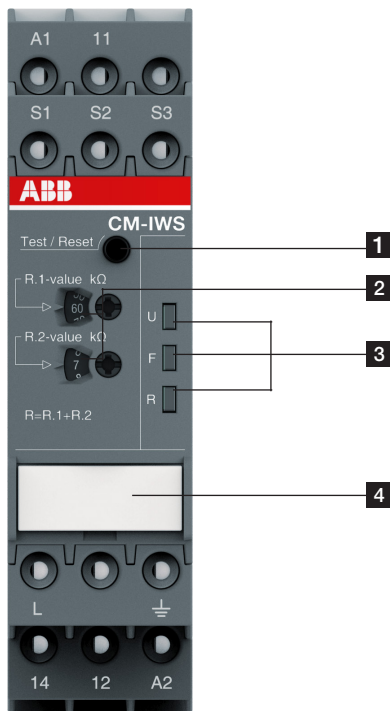 A1 11
S1 S2 S3
ABB
CM-IWS
Test / Reset
1
R.1-value kΩ
2
60
U
R.2-value kΩ
F
3
7
R
R=R.1+R.2
4
L
14 12 A2